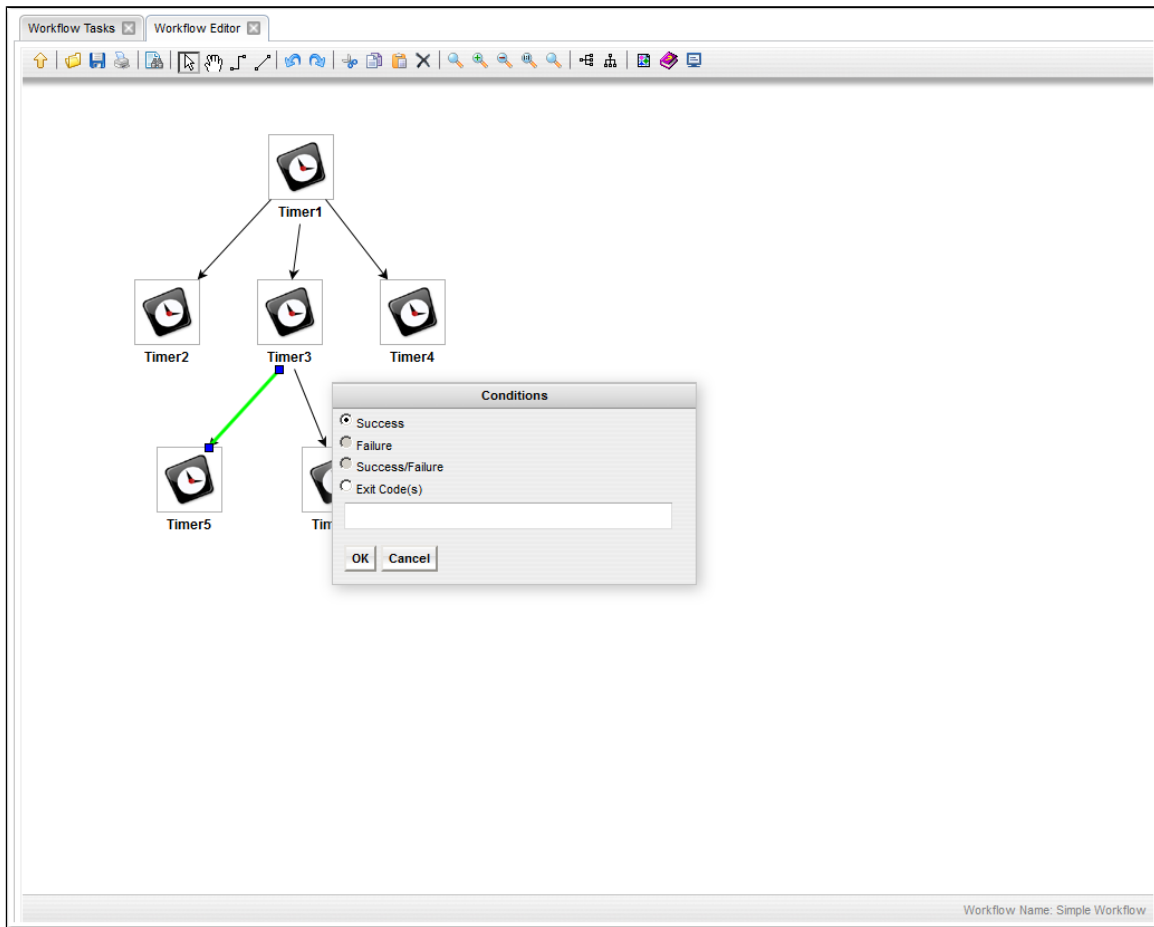 Workflow Tasks Workflow Editor
Timer1
Timer2 Timer3 Timer4
Conditions
Success
Failure
Success/Failure
Exit Code(s)
Timer5
OK Cancel
Workflow Name: Simple Workflow